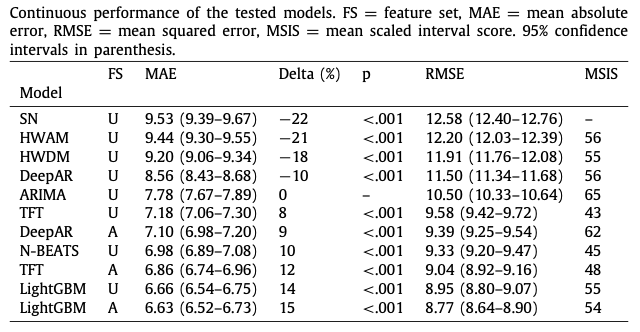 Continuous performance of the tested models. FS = feature set, MAE = mean absolute
error, RMSE = mean squared error, MSIS = mean scaled interval score. 95% confidence
intervals in parenthesis.
FS MAE Delta (%) p RMSE MSIS
Model
SN U 9.53 (9.39–9.67) −22 <.001 12.58 (12.40–12.76) –
HWAM U 9.44 (9.30–9.55) −21 <.001 12.20 (12.03–12.39) 56
HWDM U 9.20 (9.06–9.34) −18 <.001 11.91 (11.76–12.08) 55
DeepAR U 8.56 (8.43–8.68) −10 <.001 11.50 (11.34–11.68) 56
ARIMA U 7.78 (7.67–7.89) 0 – 10.50 (10.33–10.64) 65
TFT U 7.18 (7.06–7.30) 8 <.001 9.58 (9.42–9.72) 43
DeepAR A 7.10 (6.98–7.20) 9 <.001 9.39 (9.25–9.54) 62
N-BEATS U 6.98 (6.89–7.08) 10 <.001 9.33 (9.20–9.47) 45
TFT A 6.86 (6.74–6.96) 12 <.001 9.04 (8.92–9.16) 48
LightGBM U 6.66 (6.54–6.75) 14 <.001 8.95 (8.80–9.07) 55
LightGBM A 6.63 (6.52–6.73) 15 <.001 8.77 (8.64–8.90) 54